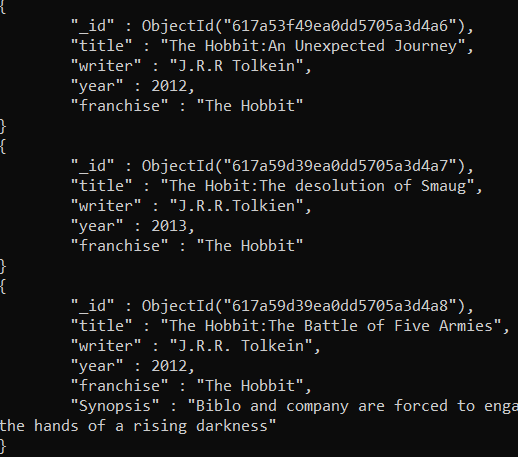 {
"_id" : ObjectId("617a53f49ea0dd5705a3d4a6"),
"title" : "The Hobbit:An Unexpected Journey",
"writer" : "J.R.R Tolkein",
"year" : 2012,
"franchise" : "The Hobbit"
}
{
"_id" : ObjectId("617a59d39ea0dd5705a3d4a7"),
"title" : "The Hobit:The desolution of Smaug",
"writer" : "J.R.R.Tolkien",
"year" : 2013,
"franchise" : "The Hobbit"
}
{
"_id" : ObjectId("617a59d39ea0dd5705a3d4a8"),
"title" : "The Hobbit:The Battle of Five Armies",
"writer" : "J.R.R. Tolkein",
"year" : 2012,
"franchise" : "The Hobbit",
"Synopsis" : "Biblo and company are forced to enga
the hands of a rising darkness"
}